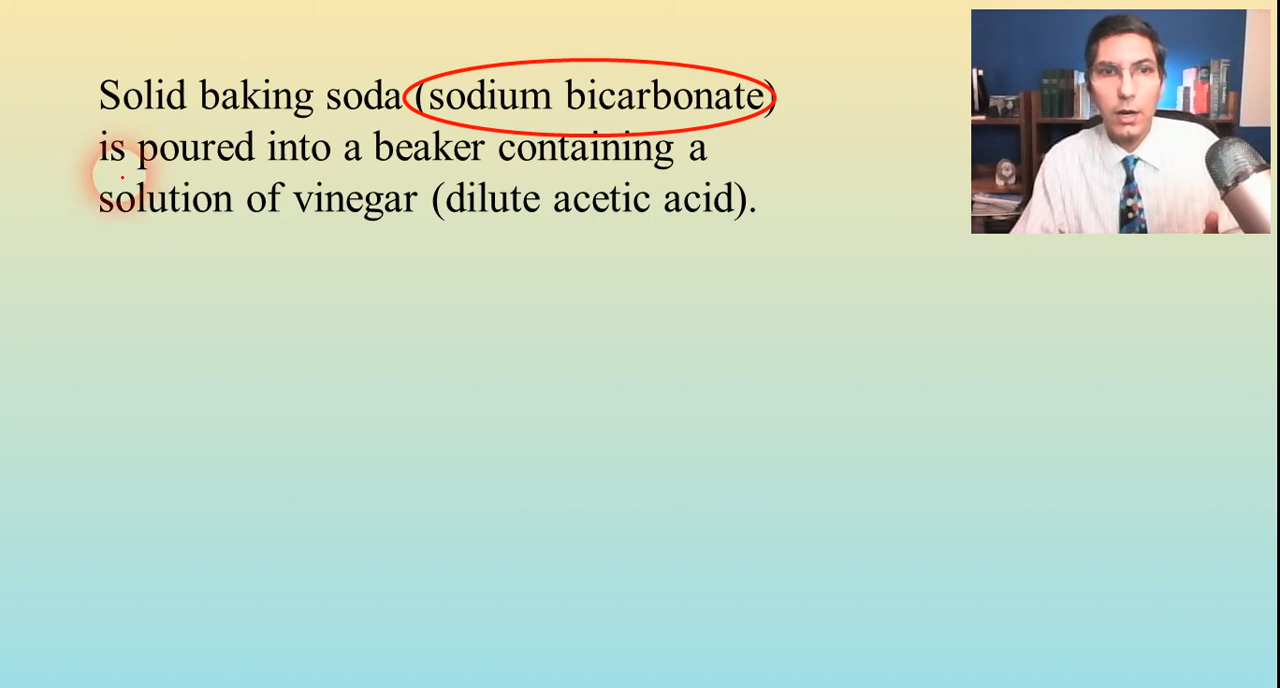 Solid baking soda (sodium bicarbonate)
is poured into a beaker containing a
solution of vinegar (dilute acetic acid).